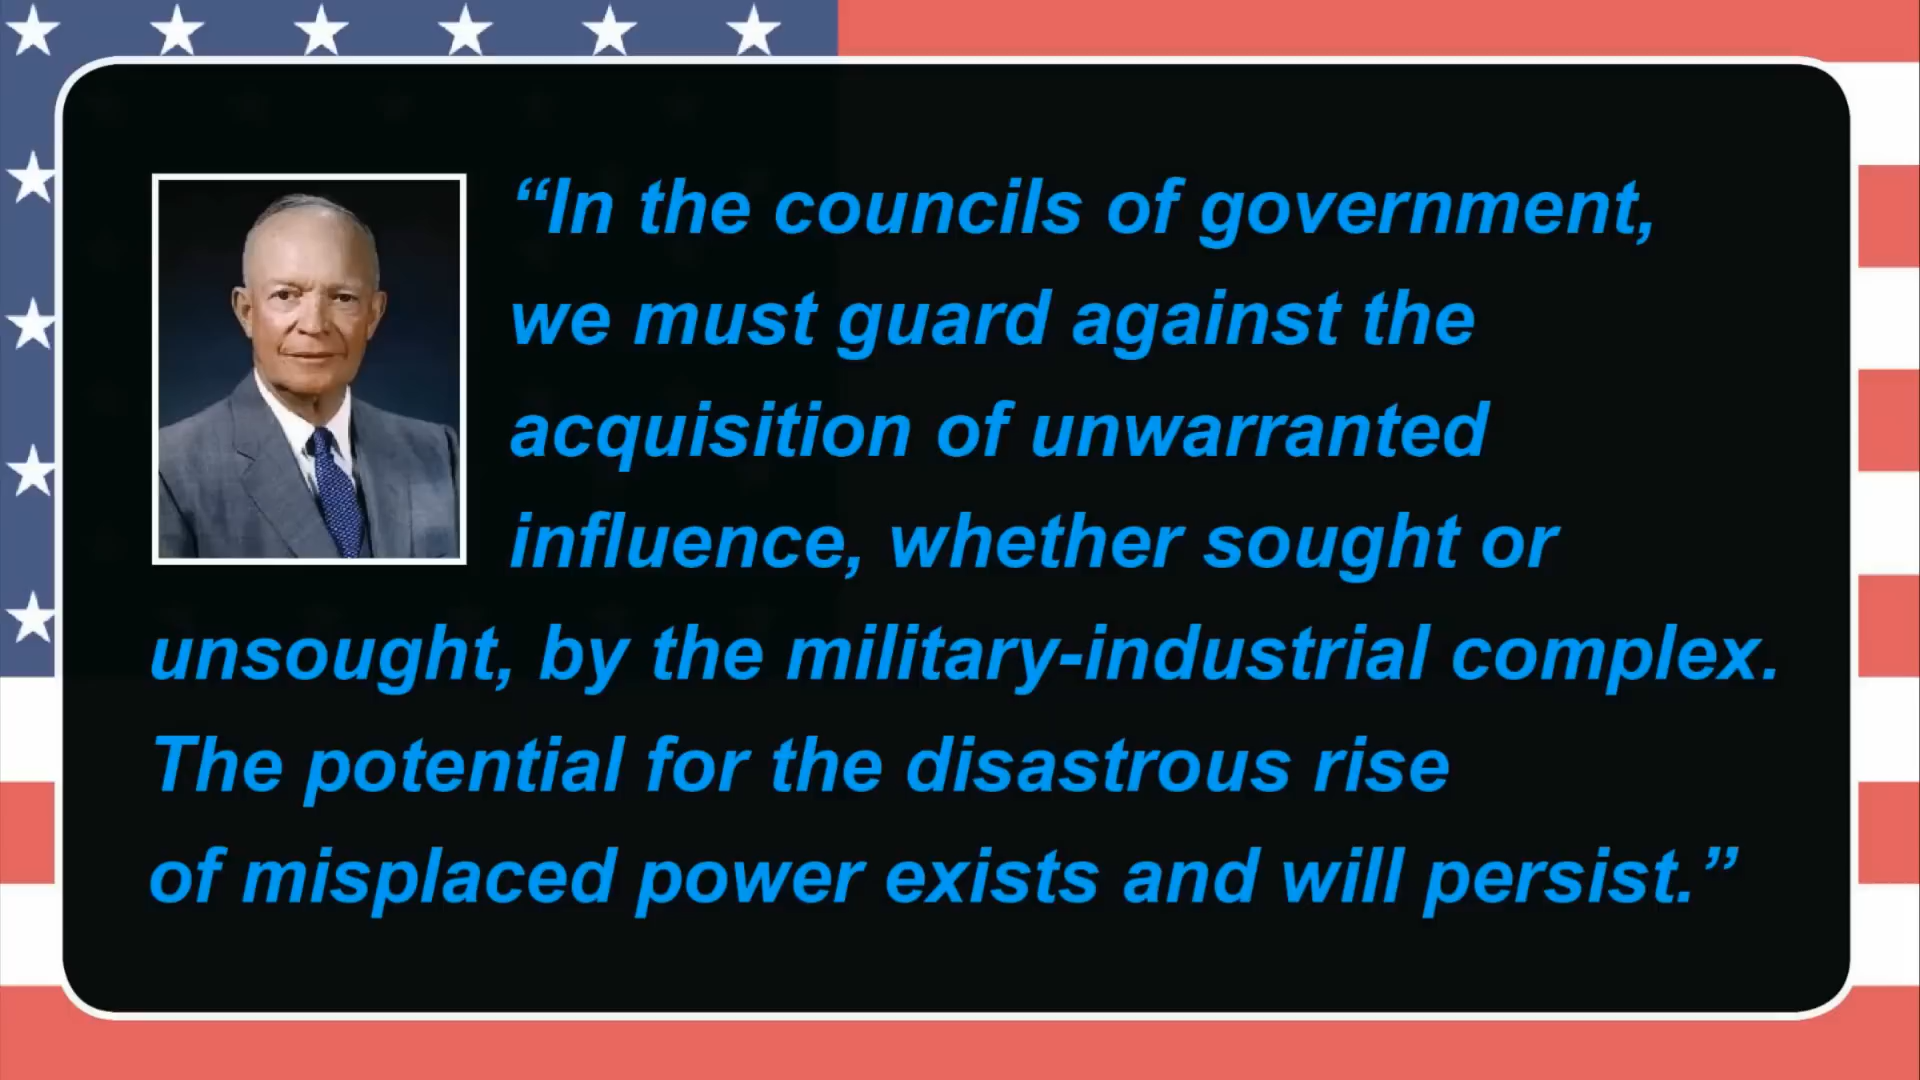 “In the councils of government,
we must guard against the
acquisition of unwarranted
influence, whether sought or
unsought, by the military-industrial complex.
The potential for the disastrous rise
of misplaced power exists and will persist.”